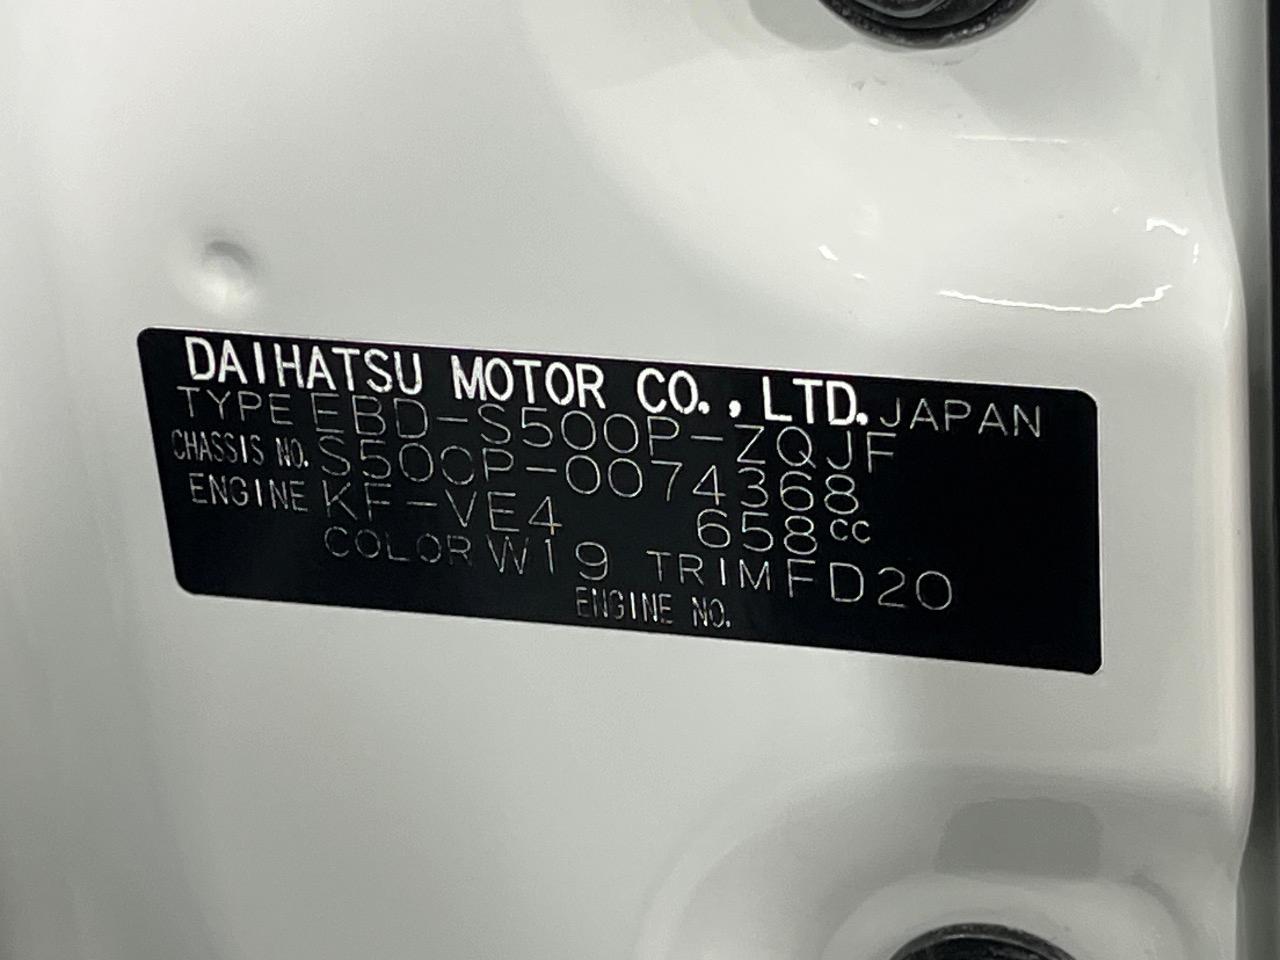 DAIHATSU MOTOR CO., LTD. JAPAN
TYPE EBD-S500P-ZQJF
CHASSIS NO. S500P-0074368
ENGINE KF-VE4 658cc
COLOR W19 TRIM FD20
ENGINE NO.